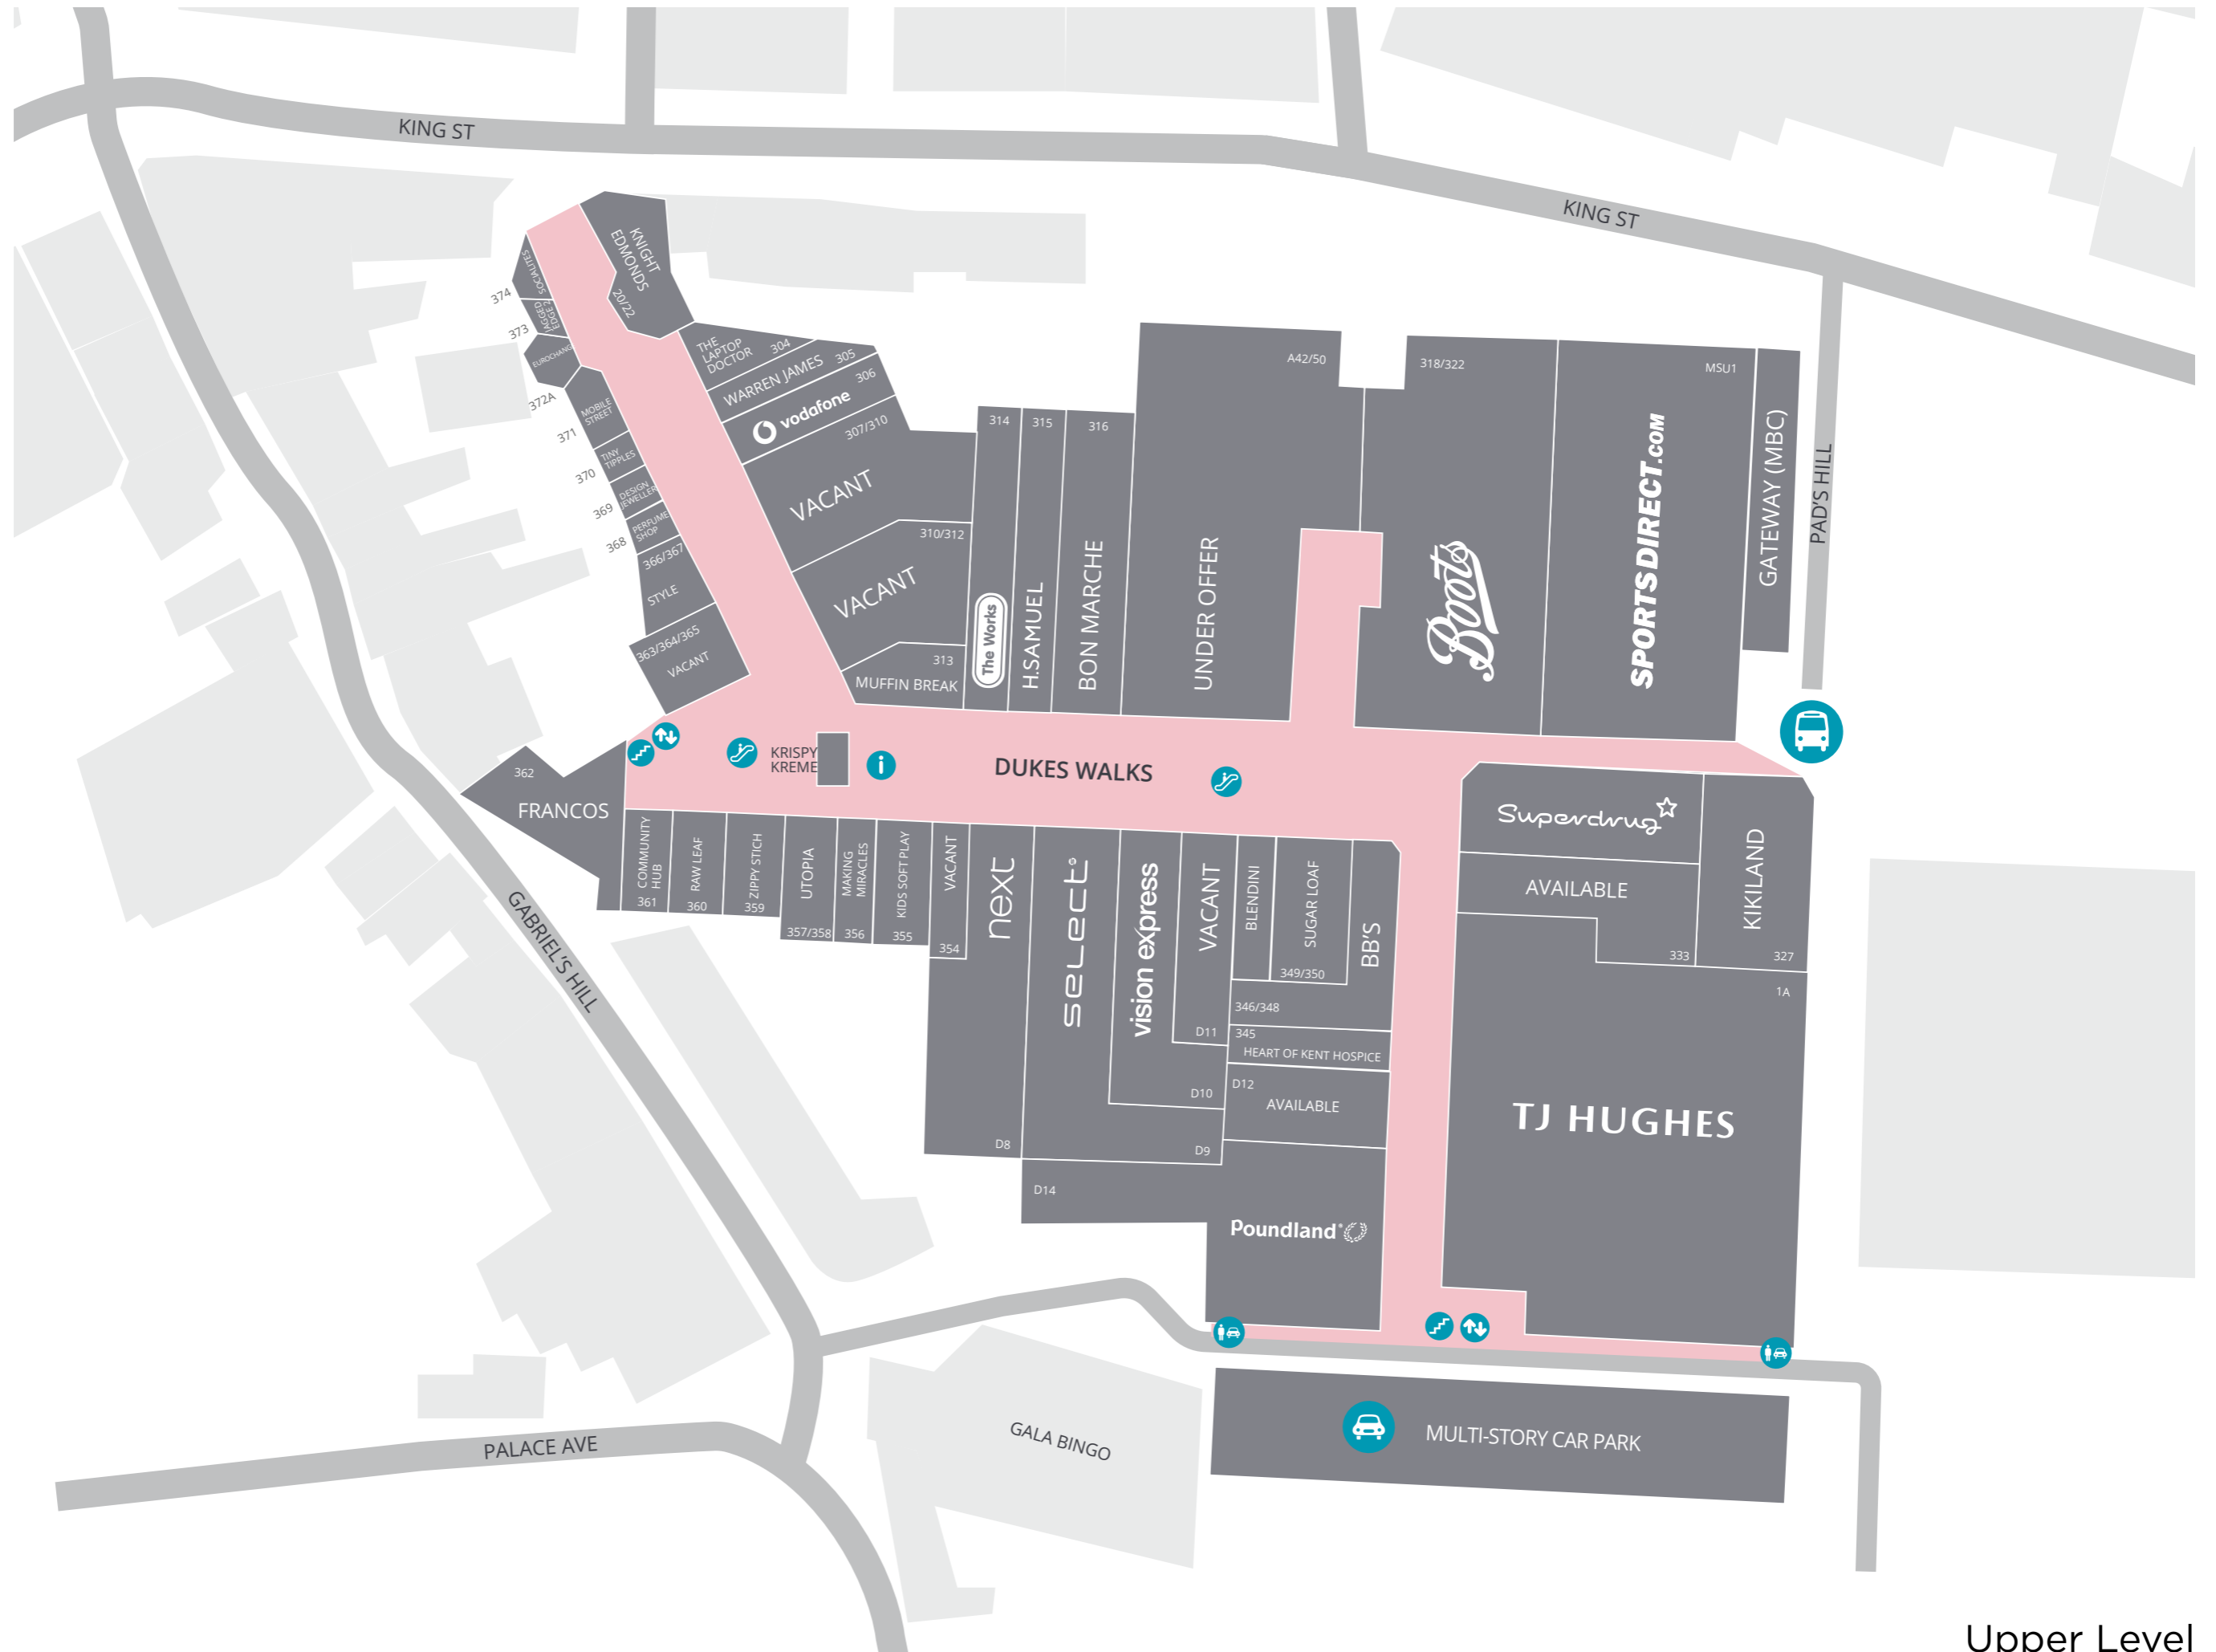 KING ST
KING ST
KNIGHT
EDMONDS
20/22
SOCIALITES
374
JAGGED
EDGE 2
373
EUROCHANGE
372A
MOBILE
STREET
371
TINY
TIPPLES
370
DESIGN
JEWELLER
369
PERFUME
SHOP
368
366/367
STYLE
363/364/365
VACANT
THE
LAPTOP
DOCTOR
304
WARREN JAMES
305
vodafone
306
307/310
VACANT
310/312
VACANT
313
MUFFIN BREAK
314
The Works
315
H.SAMUEL
316
BON MARCHE
A42/50
UNDER OFFER
318/322
Boots
MSU1
SPORTSDIRECT.COM
GATEWAY (MBC)
PAD'S HILL
KRISPY
KREME
DUKES WALKS
362
FRANCOS
COMMUNITY
HUB
361
RAW LEAF
360
ZIPPY STICH
359
UTOPIA
357/358
MAKING
MIRACLES
356
KIDS SOFT PLAY
355
VACANT
354
next
D8
SELECT
D9
vision express
D10
VACANT
D11
BLENDINI
SUGAR LOAF
349/350
BB'S
346/348
345
HEART OF KENT HOSPICE
D12
AVAILABLE
D14
Poundland
Superdrug
AVAILABLE
333
KIKILAND
327
1A
TJ HUGHES
GABRIEL'S HILL
PALACE AVE
GALA BINGO
MULTI-STORY CAR PARK
Upper Level